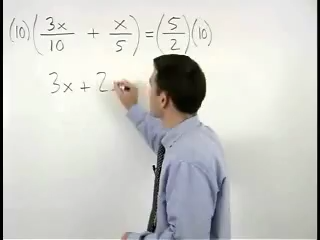 (10)(3x/10 + x/5) = (5/2)(10)
3x + 2